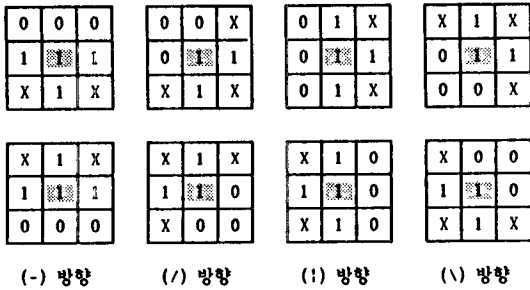 0 0 0 0 0 X 0 1 X X 1 X
1 1 1 0 1 1 0 1 1 0 1 1
X 1 X X 1 X 0 1 X 0 0 X
X 1 X X 1 X X 1 0 X 0 0
1 1 1 1 1 0 1 1 0 1 1 0
0 0 0 X 0 0 X 1 0 X 1 X
(-) 방향 (/) 방향 (¦) 방향 (\) 방향